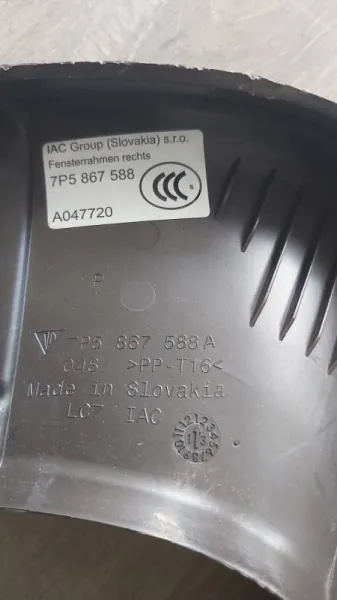 IAC Group (Slovakia) s.r.o.
Fensterrahmen rechts
7P5 867 588
CCC
S
A047720
P
7P5 867 588 A
04S >PP-T16<
Made in Slovakia
LC7 IAC